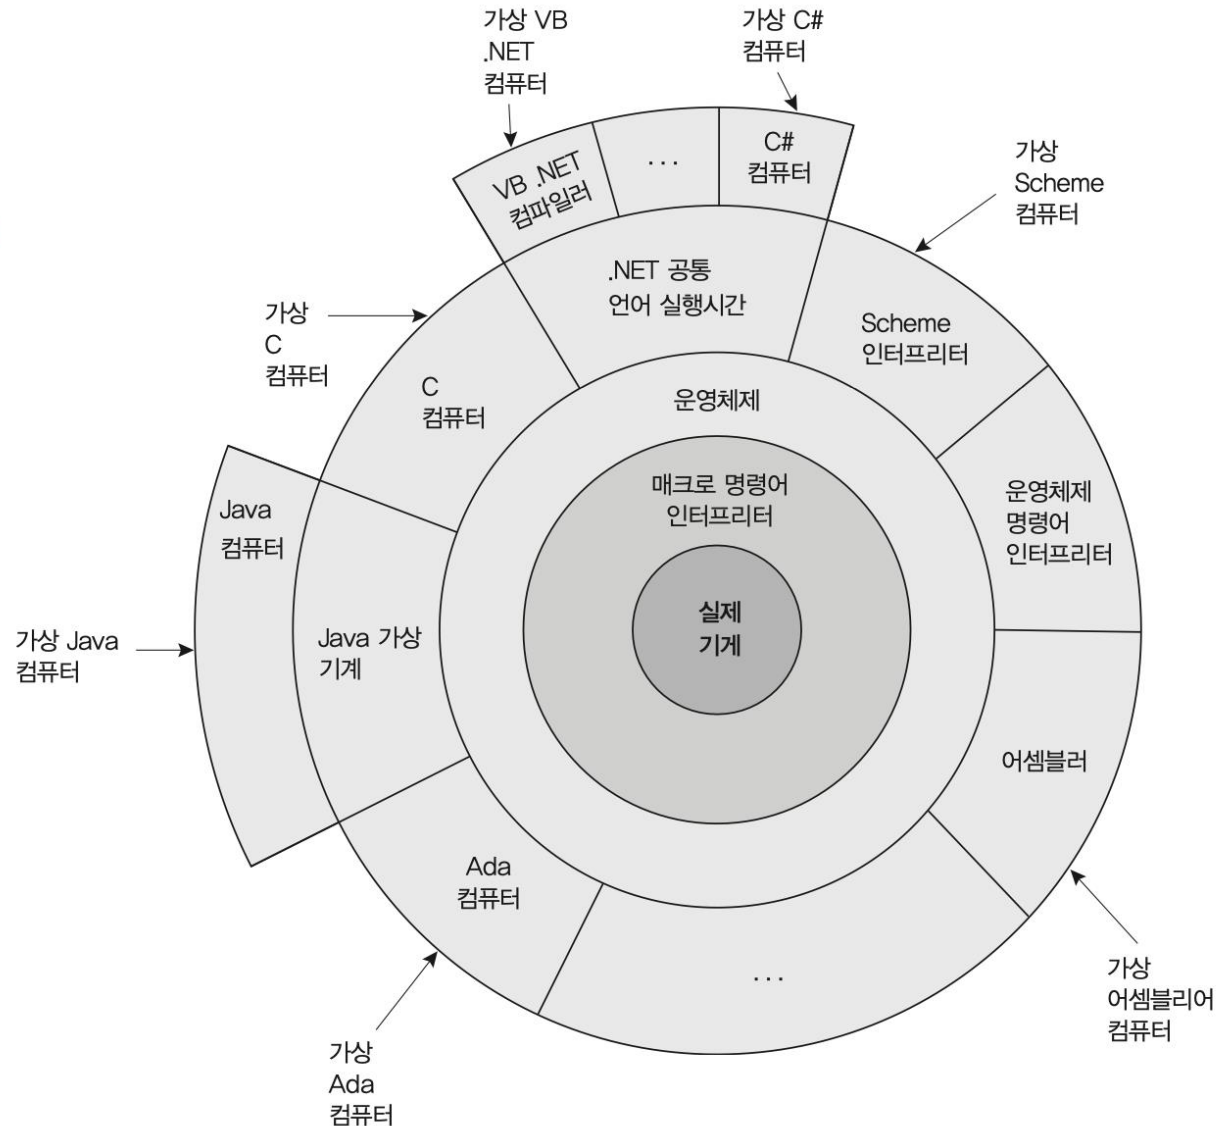 가상 VB
.NET
컴퓨터
가상 C#
컴퓨터
VB .NET
컴파일러
...
C#
컴퓨터
가상
Scheme
컴퓨터
.NET 공통
언어 실행시간
Scheme
인터프리터
가상
C
컴퓨터
C
컴퓨터
운영체제
매크로 명령어
인터프리터
운영체제
명령어
인터프리터
Java
컴퓨터
실제
기게
가상 Java
컴퓨터
Java 가상
기계
어셈블러
Ada
컴퓨터
...
가상
어셈블리어
컴퓨터
가상
Ada
컴퓨터